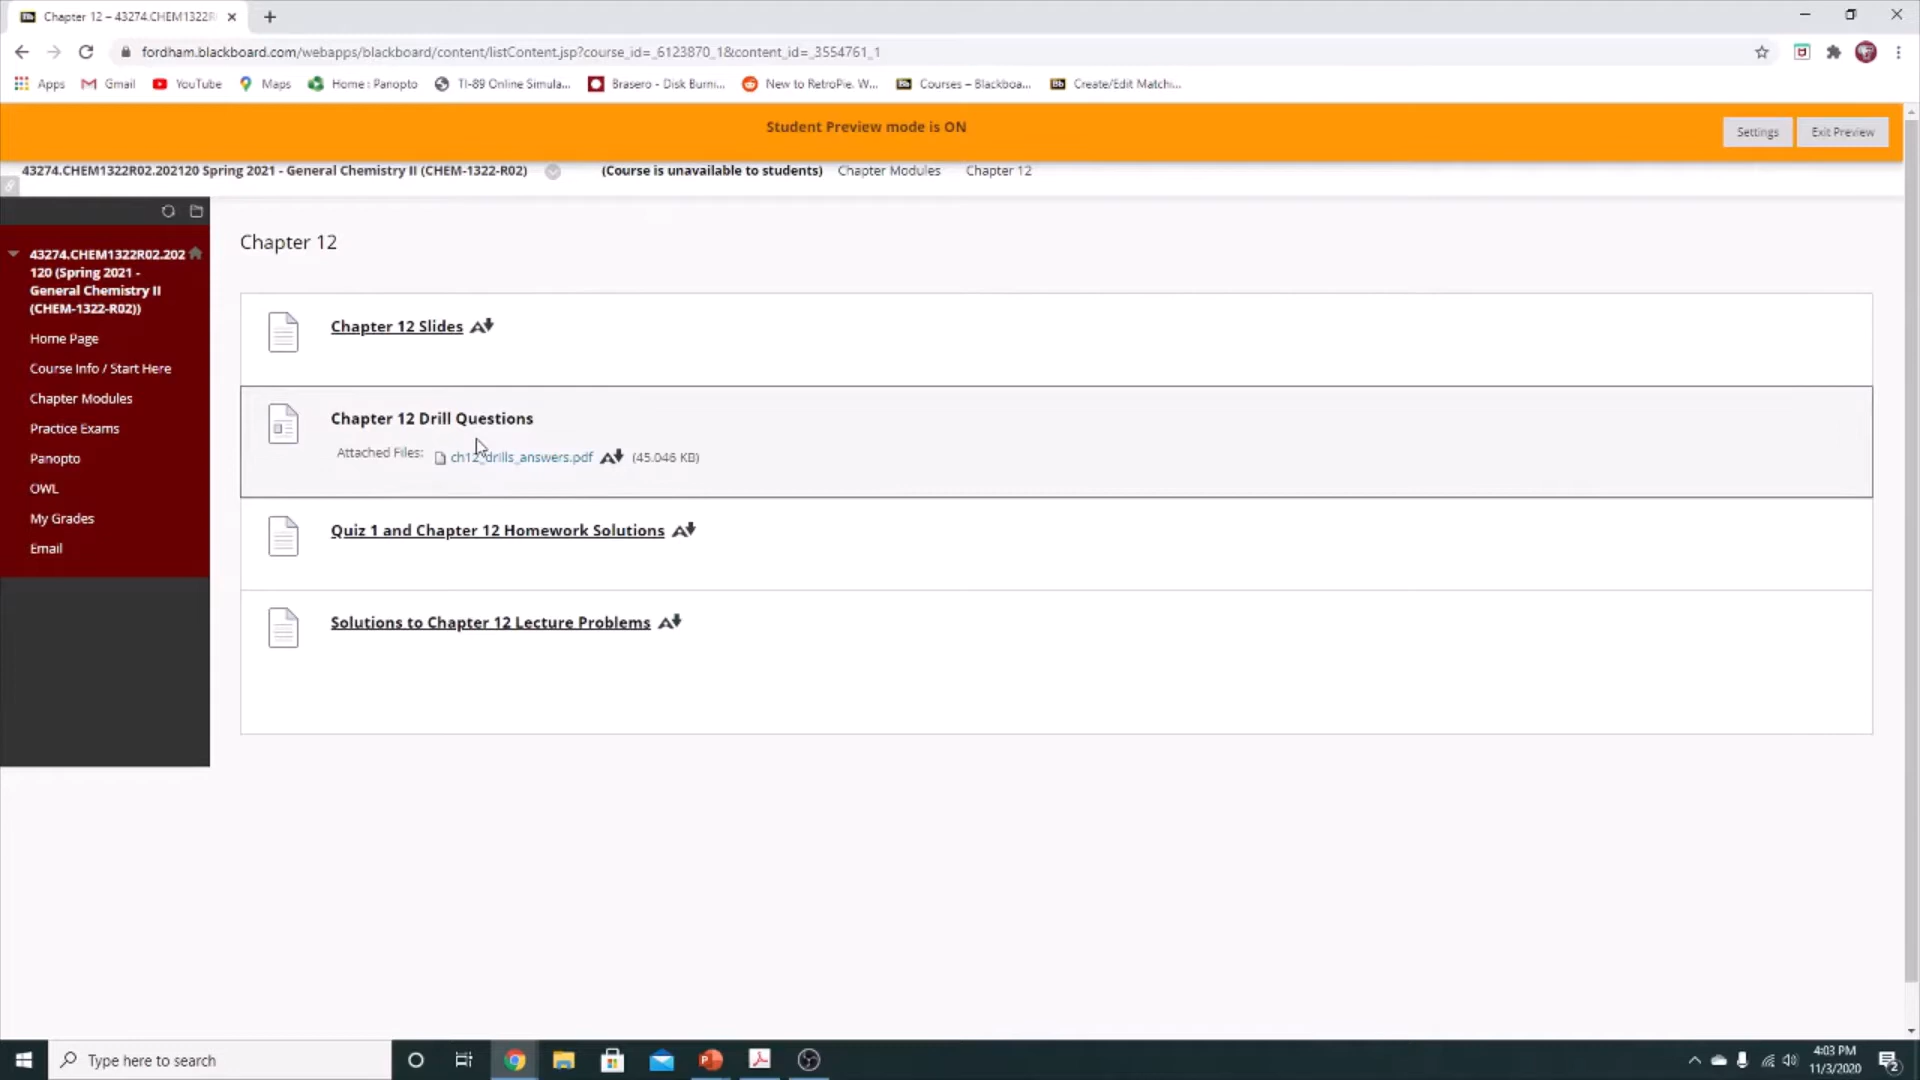 Chapter 12 – 43274.CHEM1322R
fordham.blackboard.com/webapps/blackboard/content/listContent.jsp?course_id=_6123870_1&content_id=_3554761_1
Apps Gmail YouTube Maps Home : Panopto TI-89 Online Simula... Brasero - Disk Burni... New to RetroPie. W... Courses – Blackboa... Create/Edit Matchi...
Student Preview mode is ON
Settings Exit Preview
43274.CHEM1322R02.202120 Spring 2021 - General Chemistry II (CHEM-1322-R02) (Course is unavailable to students) Chapter Modules Chapter 12
43274.CHEM1322R02.202
120 (Spring 2021 -
General Chemistry II
(CHEM-1322-R02))
Home Page
Course Info / Start Here
Chapter Modules
Practice Exams
Panopto
OWL
My Grades
Email
Chapter 12
Chapter 12 Slides
Chapter 12 Drill Questions
Attached Files: ch12_drills_answers.pdf (45.046 KB)
Quiz 1 and Chapter 12 Homework Solutions
Solutions to Chapter 12 Lecture Problems
Type here to search
4:03 PM
11/3/2020
2